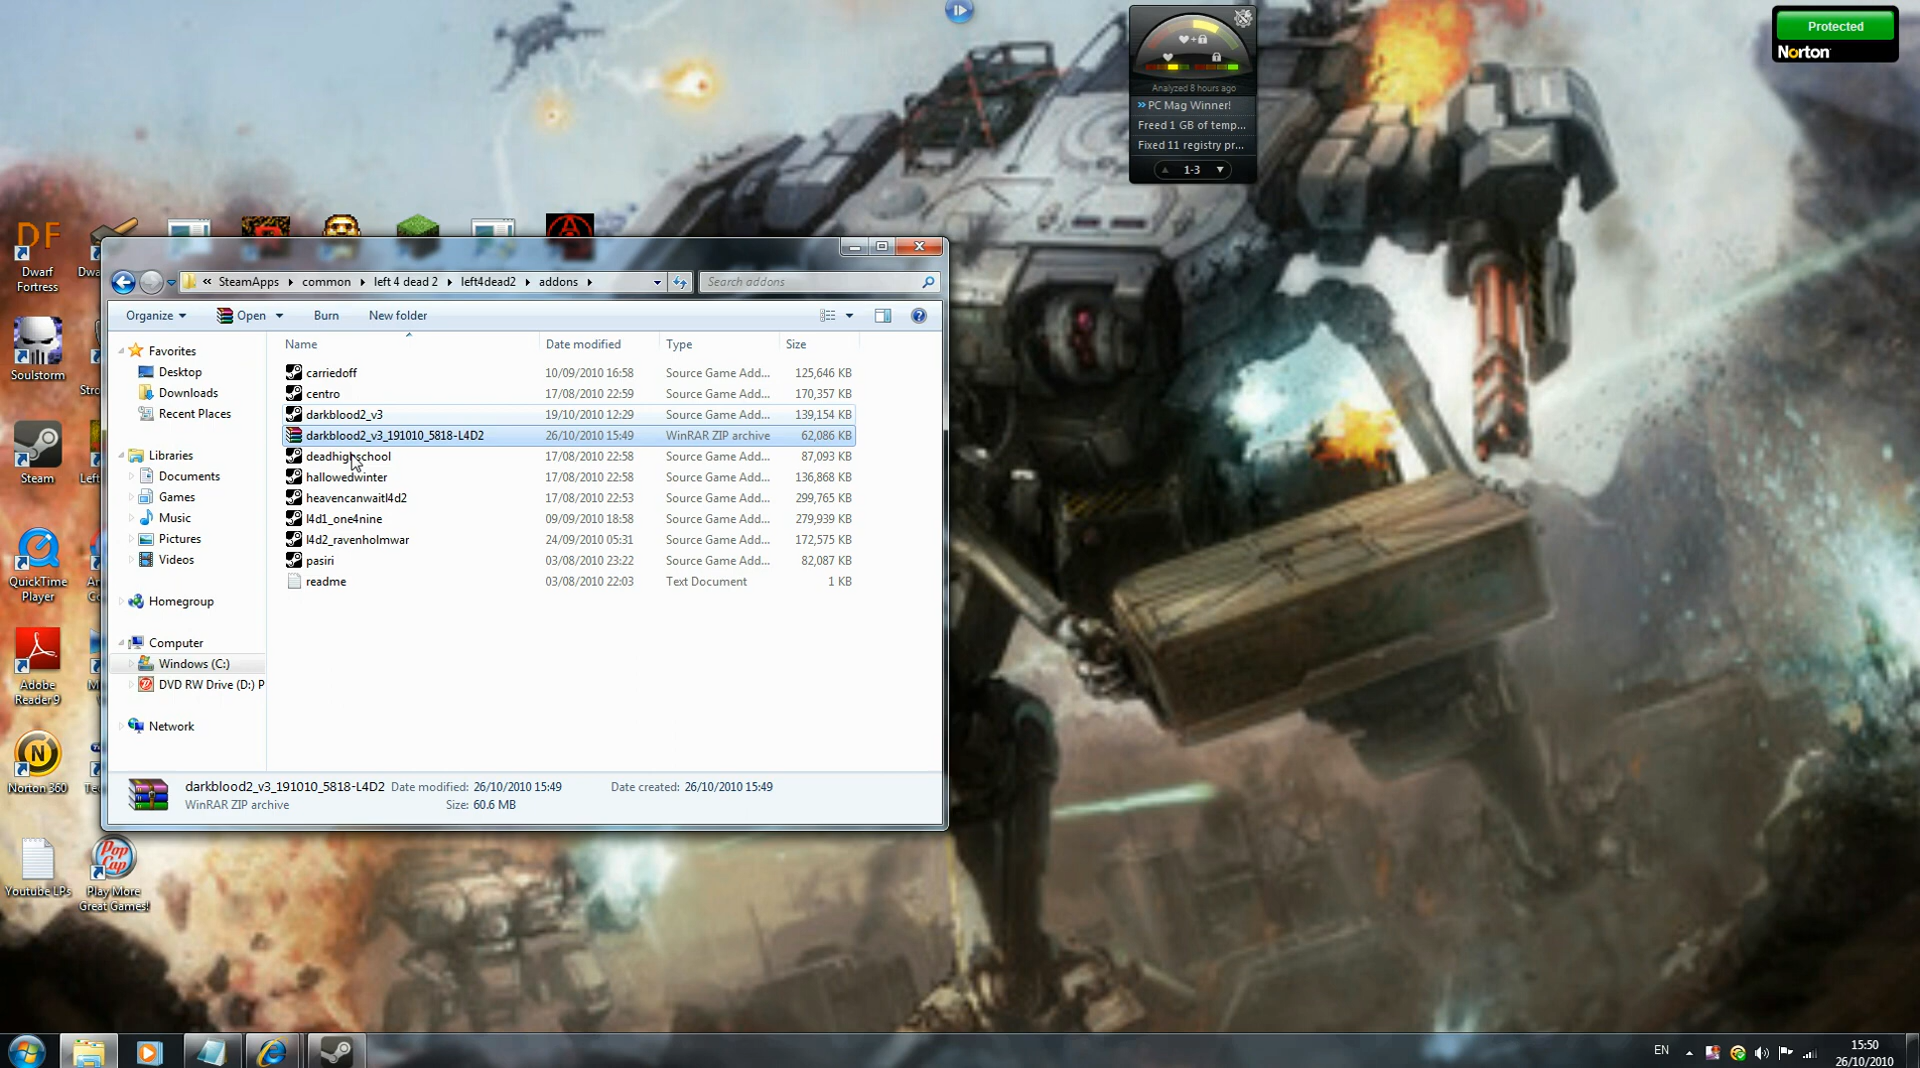 Protected
Norton
Analyzed 8 hours ago
» PC Mag Winner!
Freed 1 GB of temp...
Fixed 11 registry pr...
1-3
DF
Dwarf
Fortress
Soulstorm
Steam
QuickTime
Player
Adobe
Reader 9
Norton 360
Youtube LPs
Pop
Cap
Play More
Great Games!
« SteamApps common left 4 dead 2 left4dead2 addons
Search addons
Organize Open Burn New folder
Name Date modified Type Size
carriedoff 10/09/2010 16:58 Source Game Add... 125,646 KB
centro 17/08/2010 22:59 Source Game Add... 170,357 KB
darkblood2_v3 19/10/2010 12:29 Source Game Add... 139,154 KB
darkblood2_v3_191010_5818-L4D2 26/10/2010 15:49 WinRAR ZIP archive 62,086 KB
deadhighschool 17/08/2010 22:58 Source Game Add... 87,093 KB
hallowedwinter 17/08/2010 22:58 Source Game Add... 136,868 KB
heavencanwaitl4d2 17/08/2010 22:53 Source Game Add... 299,765 KB
l4d1_one4nine 09/09/2010 18:58 Source Game Add... 279,939 KB
l4d2_ravenholmwar 24/09/2010 05:31 Source Game Add... 172,575 KB
pasiri 03/08/2010 23:22 Source Game Add... 82,087 KB
readme 03/08/2010 22:03 Text Document 1 KB
Favorites
Desktop
Downloads
Recent Places
Libraries
Documents
Games
Music
Pictures
Videos
Homegroup
Computer
Windows (C:)
DVD RW Drive (D:) P
Network
darkblood2_v3_191010_5818-L4D2 Date modified: 26/10/2010 15:49 Date created: 26/10/2010 15:49
WinRAR ZIP archive Size: 60.6 MB
EN
15:50
26/10/2010